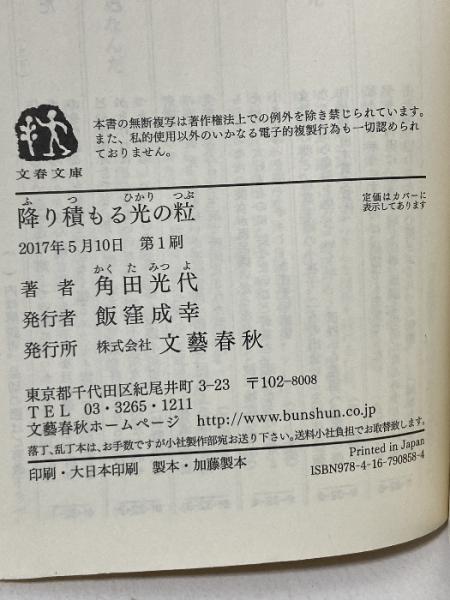 本書の無断複写は著作権法上での例外を除き禁じられています。
また、私的使用以外のいかなる電子的複製行為も一切認められ
ておりません。
文春文庫
ふ つ ひかり つぶ
降り積もる光の粒
定価はカバーに
表示してあります
2017年5月10日 第1刷
かく た みつ よ
著 者 角田光代
発行者 飯窪成幸
発行所 株式会社 文藝春秋
東京都千代田区紀尾井町 3-23 〒102-8008
TEL 03・3265・1211
文藝春秋ホームページ http://www.bunshun.co.jp
落丁、乱丁本は、お手数ですが小社製作部宛お送り下さい。送料小社負担でお取替致します。
印刷・大日本印刷 製本・加藤製本
Printed in Japan
ISBN978-4-16-790858-4